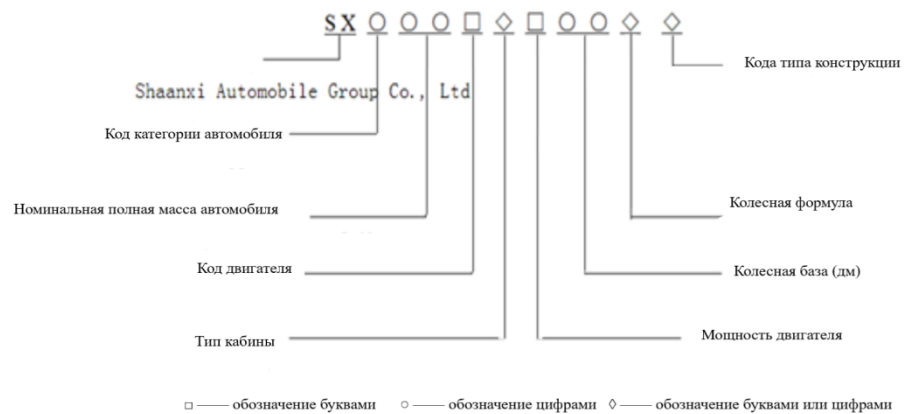 SX ○ ○ ○ □ ◇ □ ○ ○ ◇ ◇
Кода типа конструкции
Shaanxi Automobile Group Co., Ltd
Код категории автомобиля
Номинальная полная масса автомобиля
Колесная формула
Код двигателя
Колесная база (дм)
Тип кабины
Мощность двигателя
□ —— обозначение буквами ○ —— обозначение цифрами ◇ —— обозначение буквами или цифрами